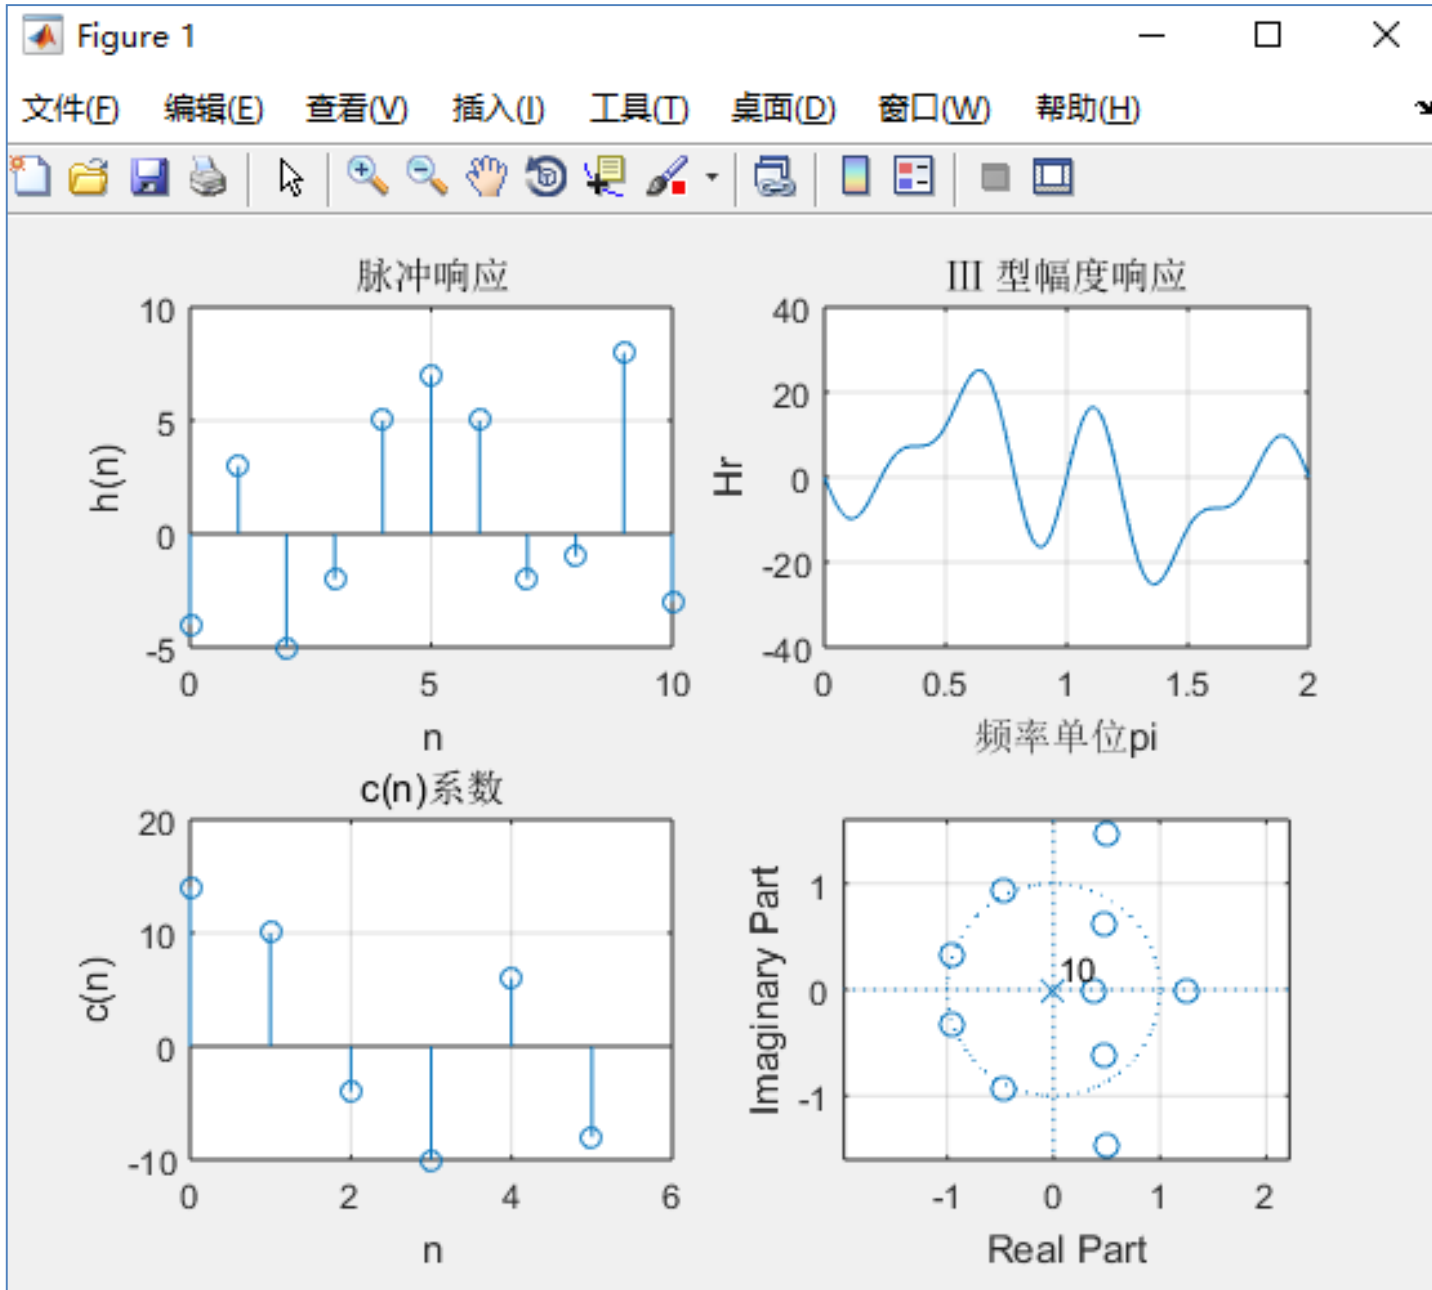 Figure 1
文件(F) 编辑(E) 查看(V) 插入(I) 工具(T) 桌面(D) 窗口(W) 帮助(H)
脉冲响应
10
5
0
-5
h(n)
0 5 10
n
III 型幅度响应
40
20
0
-20
-40
Hr
0 0.5 1 1.5 2
频率单位pi
c(n)系数
20
10
0
-10
c(n)
0 2 4 6
n
1
0
-1
Imaginary Part
10
-1 0 1 2
Real Part